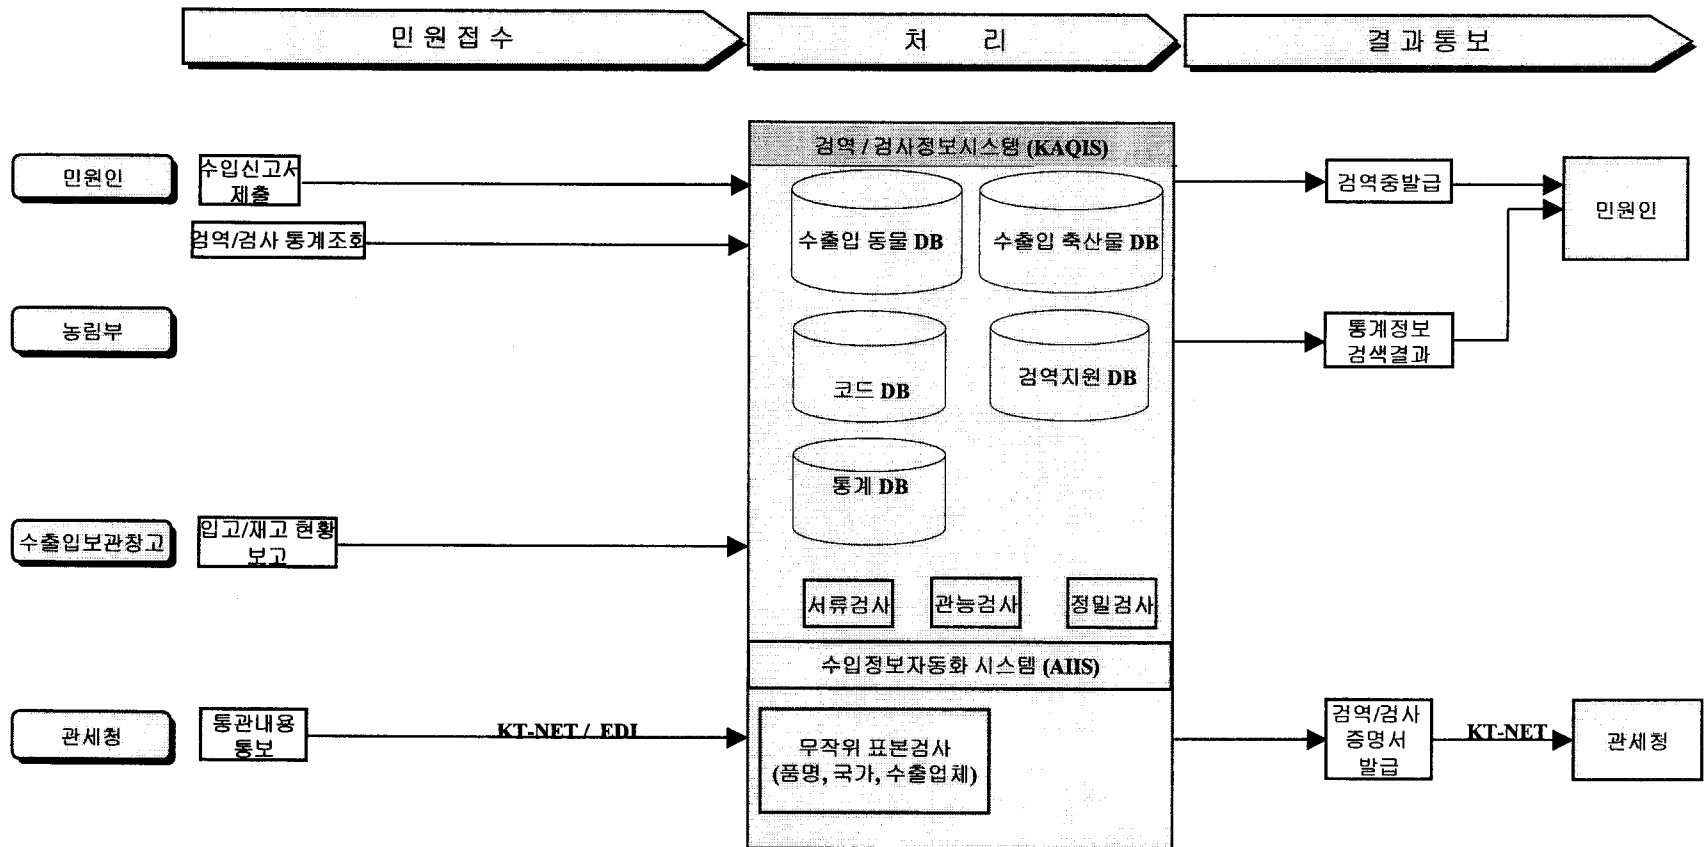 민원접수
처 리
결과통보
검역 / 검사정보시스템 (KAQIS)
민원인
수입신고서
제출
검역/검사 통계조회
수출입 동물 DB
수출입 축산물 DB
검역중발급
민원인
농림부
코드 DB
검역지원 DB
통계정보
검색결과
통계 DB
수출입보관창고
입고/재고 현황
보고
서류검사
관능검사
정밀검사
수입정보자동화 시스템 (AIIS)
관세청
통관내용
통보
KT-NET / EDI
무작위 표본검사
(품명, 국가, 수출업체)
검역/검사
증명서
발급
KT-NET
관세청